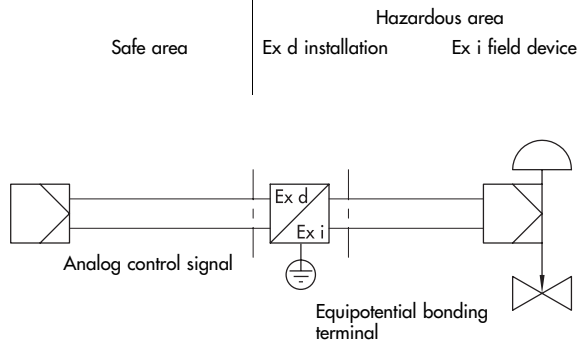 Hazardous area
Safe area
Ex d installation
Ex i field device
Ex d
Ex i
Analog control signal
Equipotential bonding
terminal